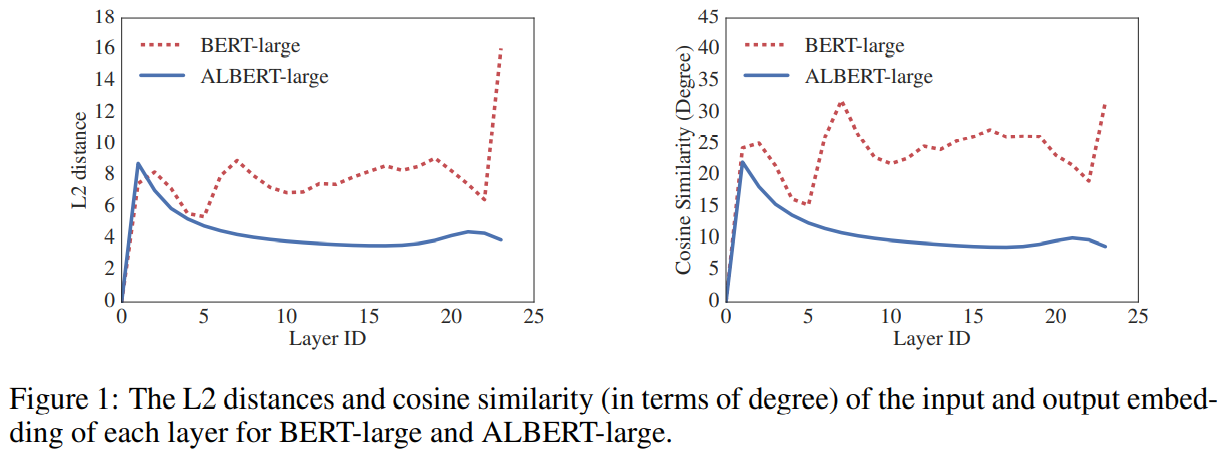 18
16
14
12
10
8
6
4
2
0
L2 distance
BERT-large
ALBERT-large
0 5 10 15 20 25
Layer ID
45
40
35
30
25
20
15
10
5
0
Cosine Similarity (Degree)
BERT-large
ALBERT-large
0 5 10 15 20 25
Layer ID
Figure 1: The L2 distances and cosine similarity (in terms of degree) of the input and output embed-
ding of each layer for BERT-large and ALBERT-large.